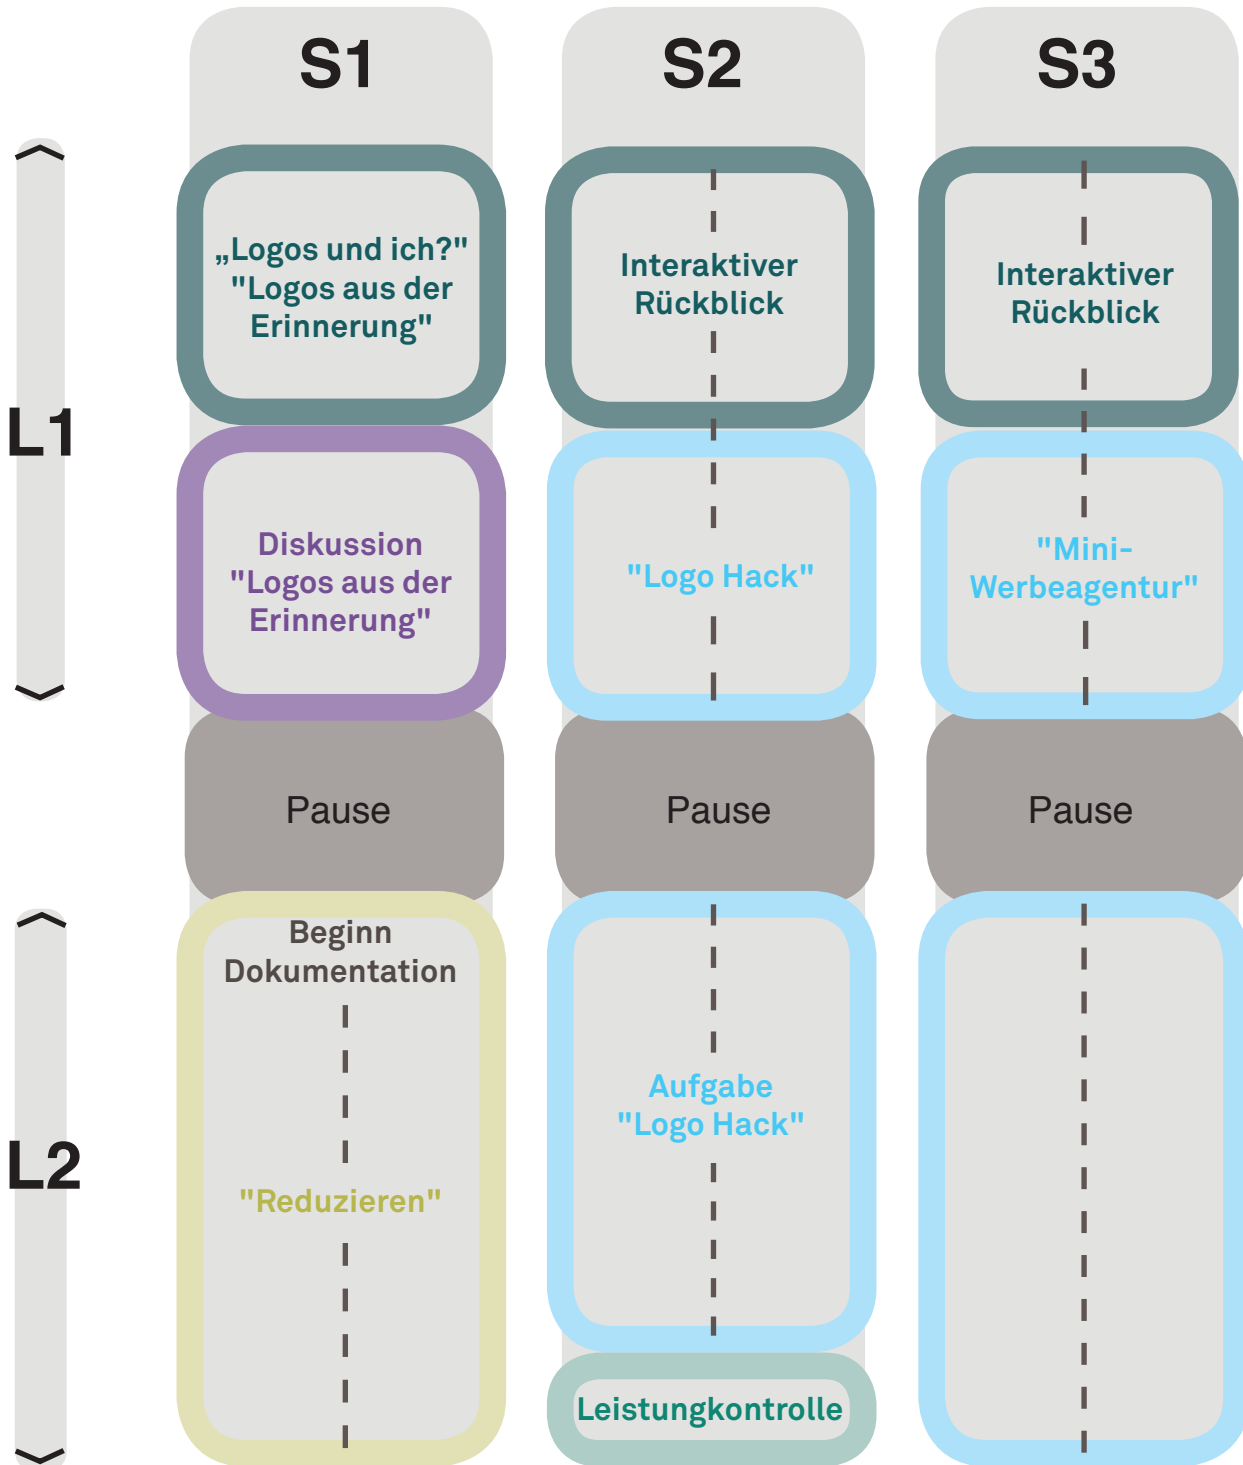 S1
S2
S3
L1
„Logos und ich?"
"Logos aus der
Erinnerung"
Interaktiver
Rückblick
Interaktiver
Rückblick
Diskussion
"Logos aus der
Erinnerung"
"Logo Hack"
"Mini-
Werbeagentur"
Pause
Pause
Pause
L2
Beginn
Dokumentation
"Reduzieren"
Aufgabe
"Logo Hack"
Leistungkontrolle